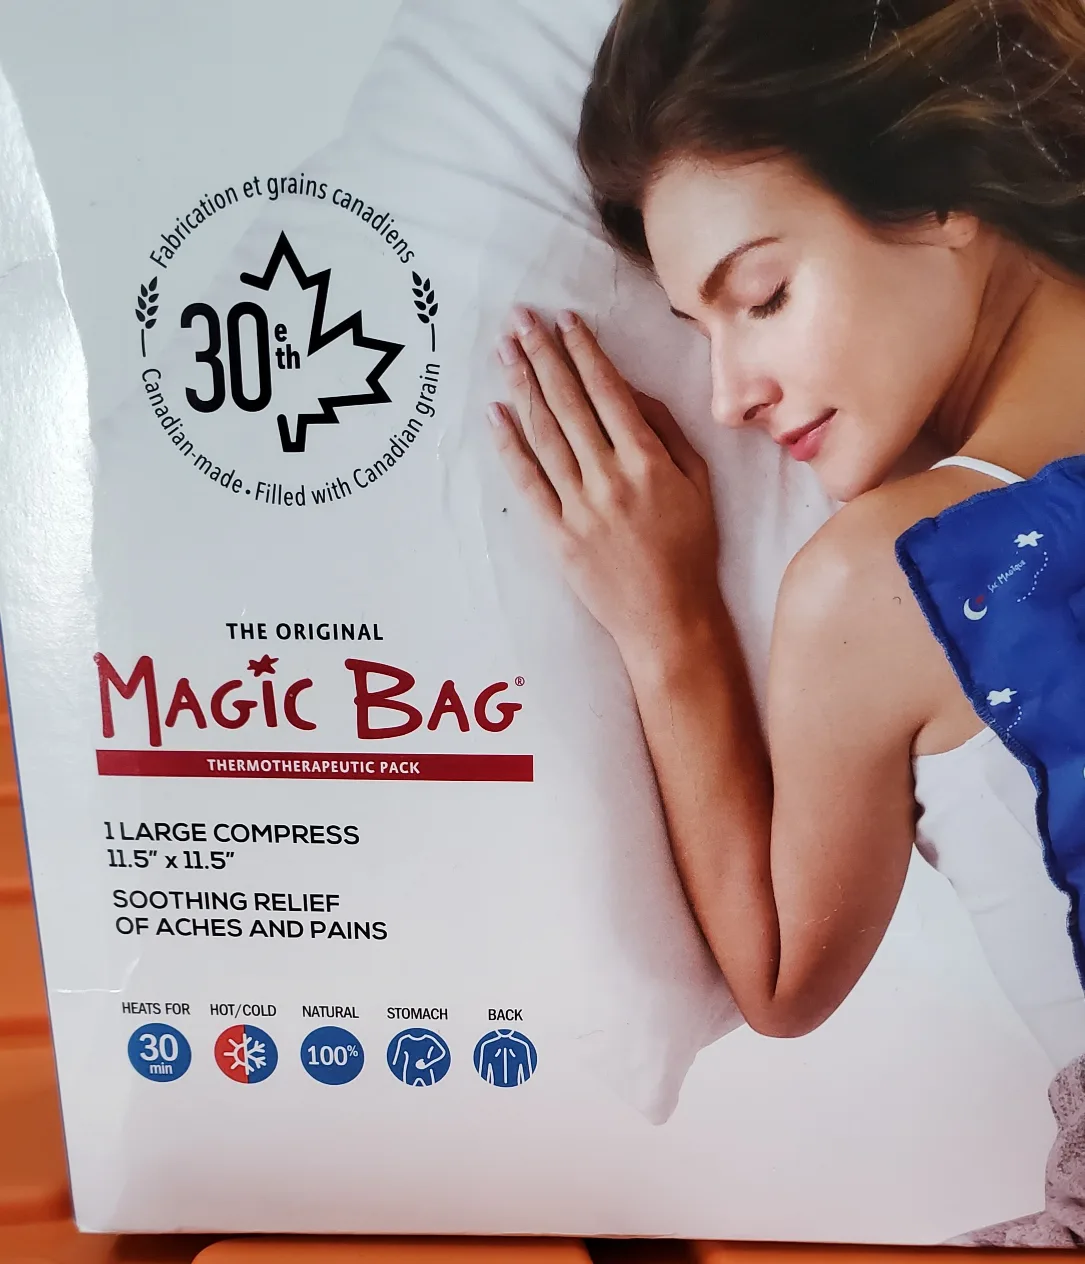 Fabrication et grains canadiens
30 e
th
Canadian-made • Filled with Canadian grain
THE ORIGINAL
MAGIC BAG®
THERMOTHERAPEUTIC PACK
1 LARGE COMPRESS
11.5" x 11.5"
SOOTHING RELIEF
OF ACHES AND PAINS
HEATS FOR HOT/COLD NATURAL STOMACH BACK
30 100%
min
Sac Magique